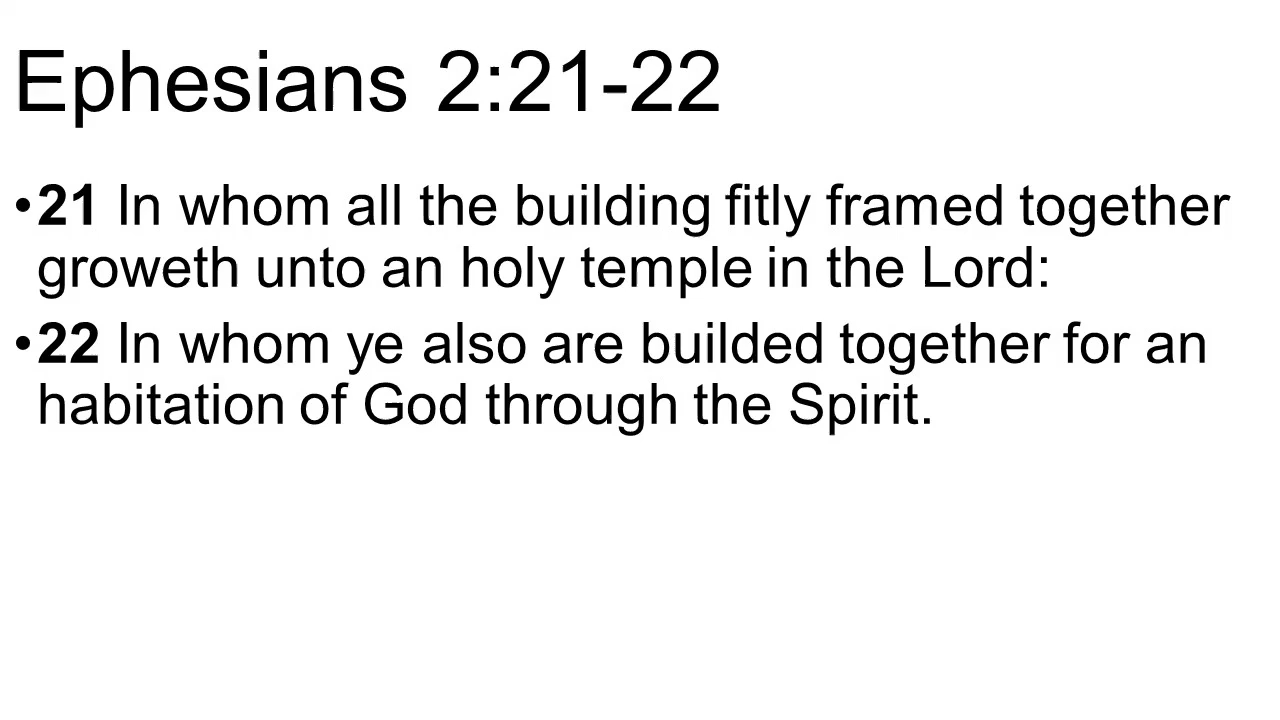 Ephesians 2:21-22
•21 In whom all the building fitly framed together
groweth unto an holy temple in the Lord:
•22 In whom ye also are builded together for an
habitation of God through the Spirit.